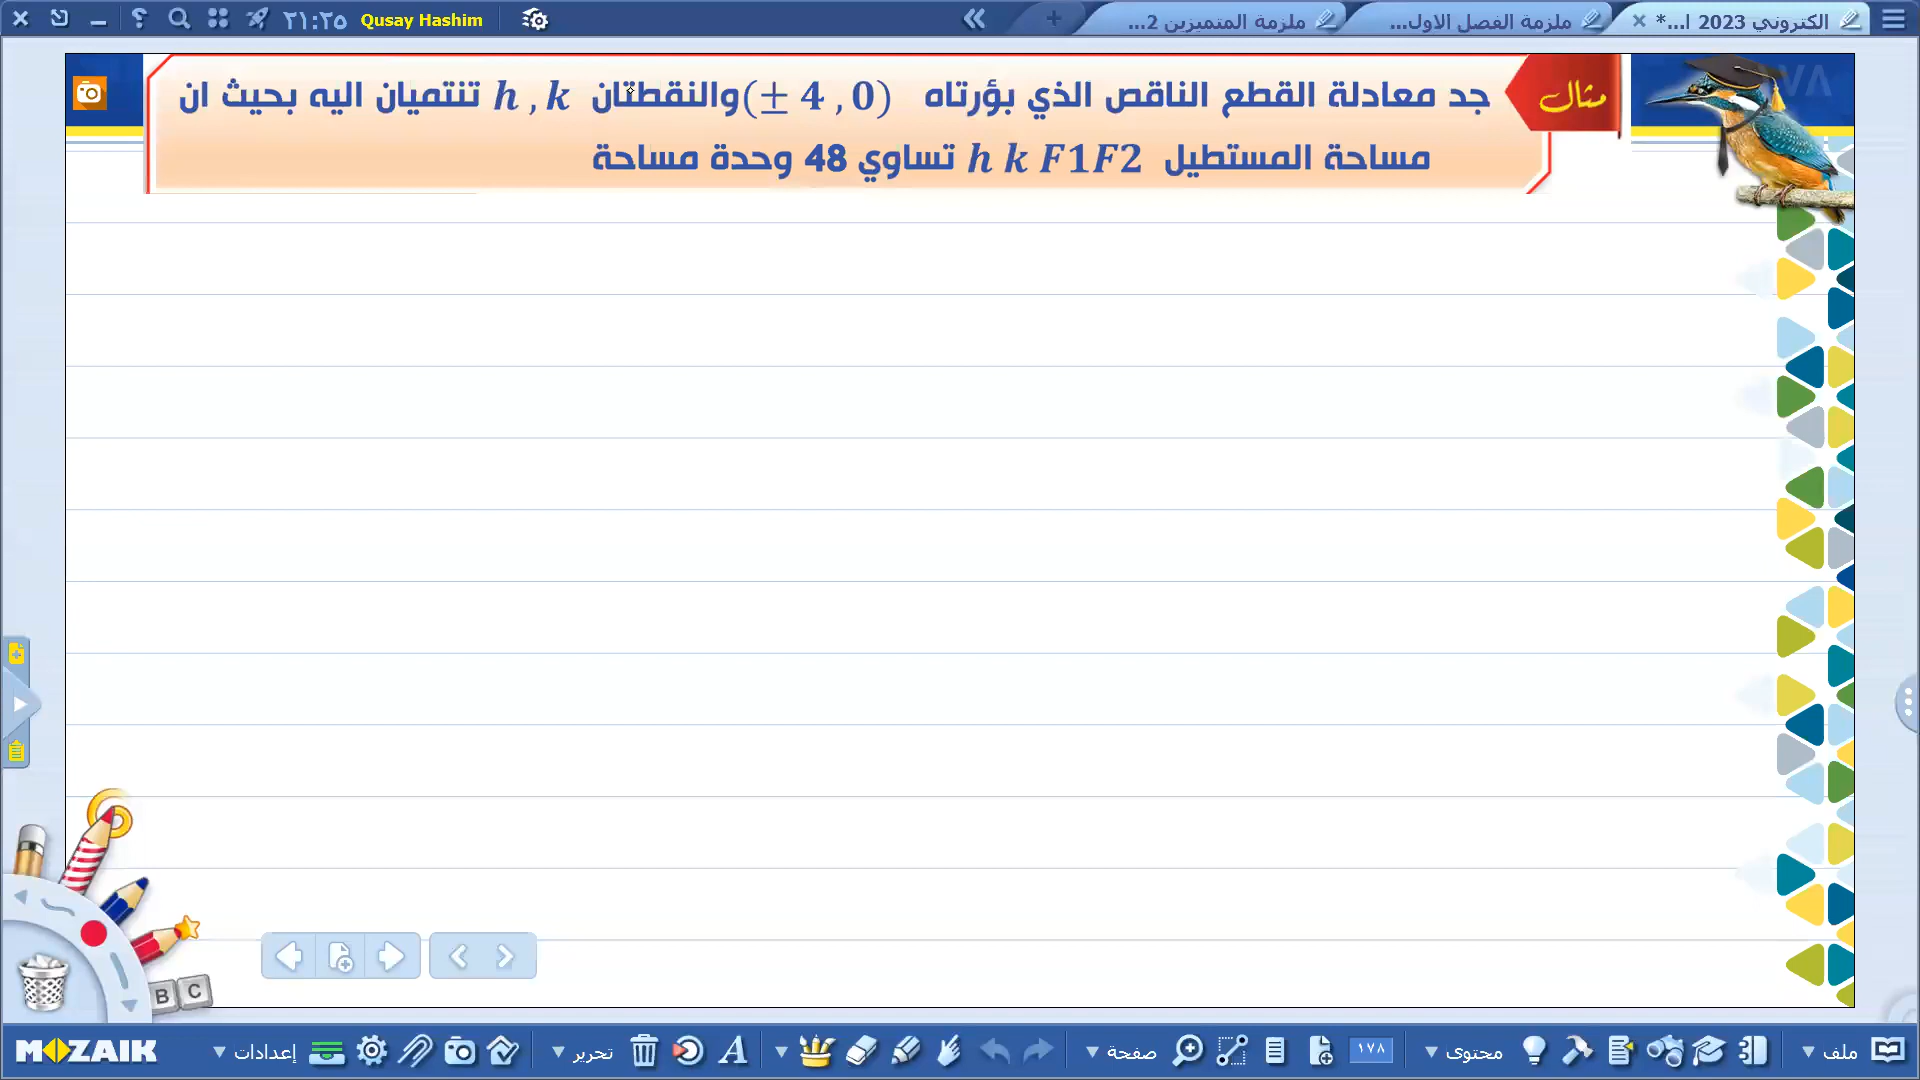 الكتروني 2023 ا...*
ملزمة الفصل الاول...
ملزمة المتميزين 2...
Qusay Hashim
٢١:٢٥
مثال
جد معادلة القطع الناقص الذي بؤرتاه (± 4 , 0) والنقطتان h , k تنتميان اليه بحيث ان
مساحة المستطيل h k F1F2 تساوي 48 وحدة مساحة
B C
MOZAIK
إعدادات
تحرير
صفحة
١٧٨
محتوى
ملف